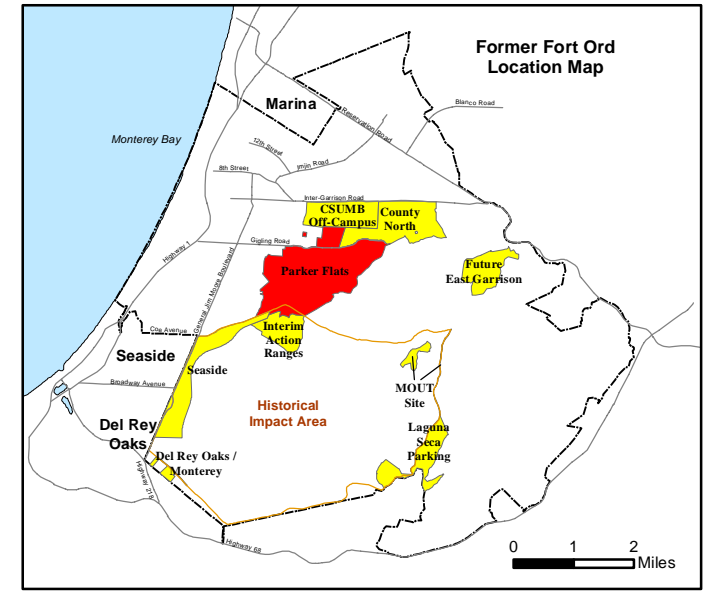 Former Fort Ord
Location Map
Marina
Blanco Road
Reservation Road
Monterey Bay
12th Street
Imjin Road
8th Street
Inter-Garrison Road
CSUMB
Off-Campus
County
North
Gigling Road
Highway 1
General Jim Moore Boulevard
Parker Flats
Future
East Garrison
Coe Avenue
Interim
Action
Ranges
Seaside
Seaside
Broadway Avenue
MOUT
Site
Historical
Impact Area
Del Rey
Oaks
Laguna
Seca
Parking
Del Rey Oaks /
Monterey
Highway 218
Highway 68
0 1 2
Miles